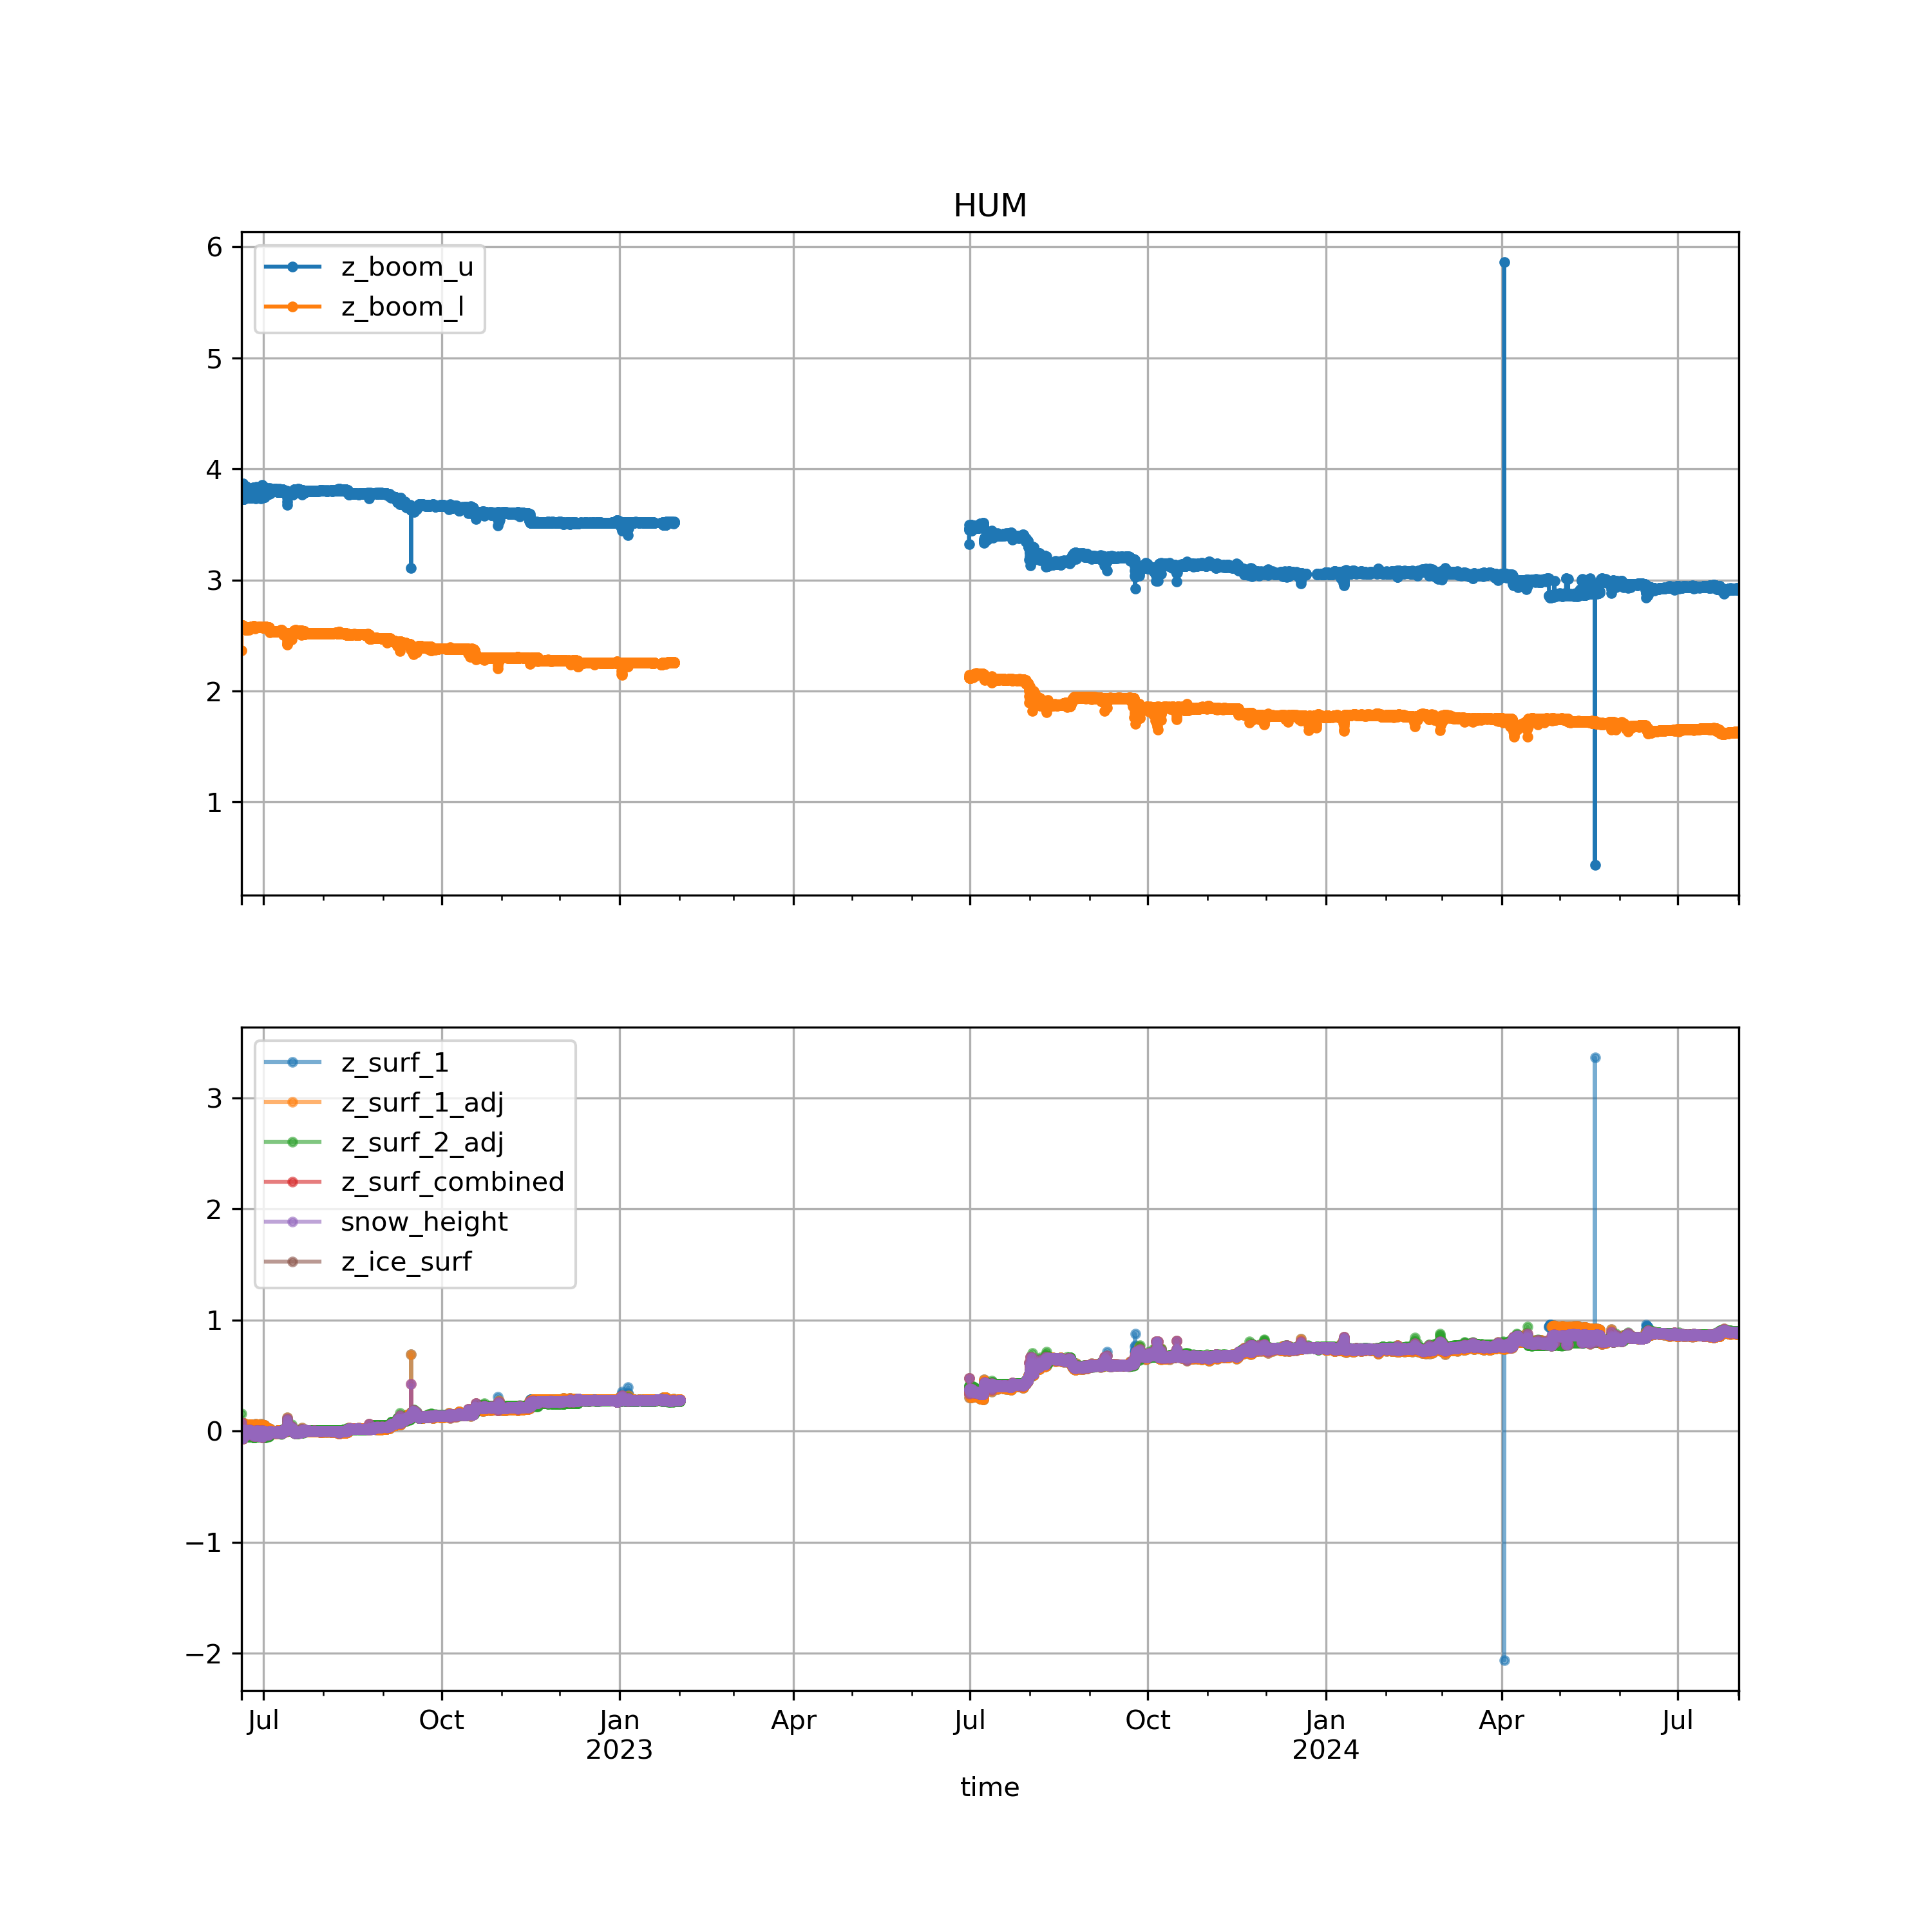 HUM
6
5
4
3
2
1
z_boom_u
z_boom_l
3
2
1
0
−1
−2
z_surf_1
z_surf_1_adj
z_surf_2_adj
z_surf_combined
snow_height
z_ice_surf
Jul Oct Jan Apr Jul Oct Jan Apr Jul
2023 2024
time